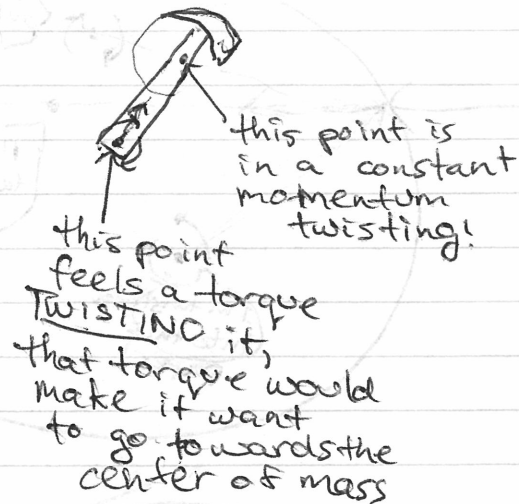 this point is
in a constant
momentum
twisting!
this point
feels a torque
TWISTING it,
that torque would
make it want
to go towards the
center of mass